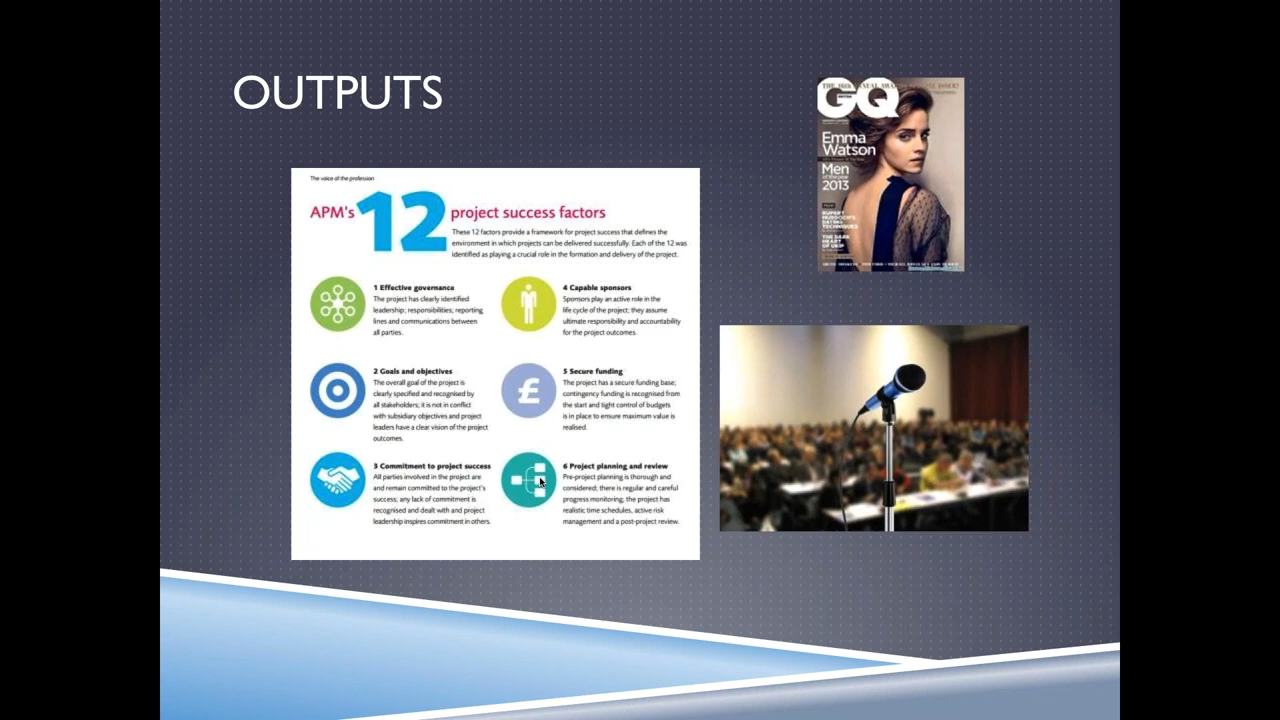 OUTPUTS
The voice of the profession
APM's 12 project success factors
These 12 factors provide a framework for project success that defines the
environment in which projects can be delivered successfully. Each of the 12 was
identified as playing a crucial role in the formation and delivery of the project.
1 Effective governance
The project has clearly identified
leadership; responsibilities; reporting
lines and communications between
all parties.
2 Goals and objectives
The overall goal of the project is
clearly specified and recognised by
all stakeholders; it is not in conflict
with subsidiary objectives and project
leaders have a clear vision of the project
outcomes.
3 Commitment to project success
All parties involved in the project are
and remain committed to the project's
success; any lack of commitment is
recognised and dealt with and project
leadership inspires commitment in others.
4 Capable sponsors
Sponsors play an active role in the
life cycle of the project; they assume
ultimate responsibility and accountability
for the project outcomes.
5 Secure funding
The project has a secure funding base;
contingency funding is recognised from
the start and tight control of budgets
is in place to ensure maximum value is
realised.
£
6 Project planning and review
Pre-project planning is thorough and
considered; there is regular and careful
progress monitoring; the project has
realistic time schedules, active risk
management and a post-project review.
GQ
Emma
Watson
Men
of the year
2013
RUPERT
MURDOCH'S
DATING
TECHNIQUES
THE DARK
HEART
OF UKIP